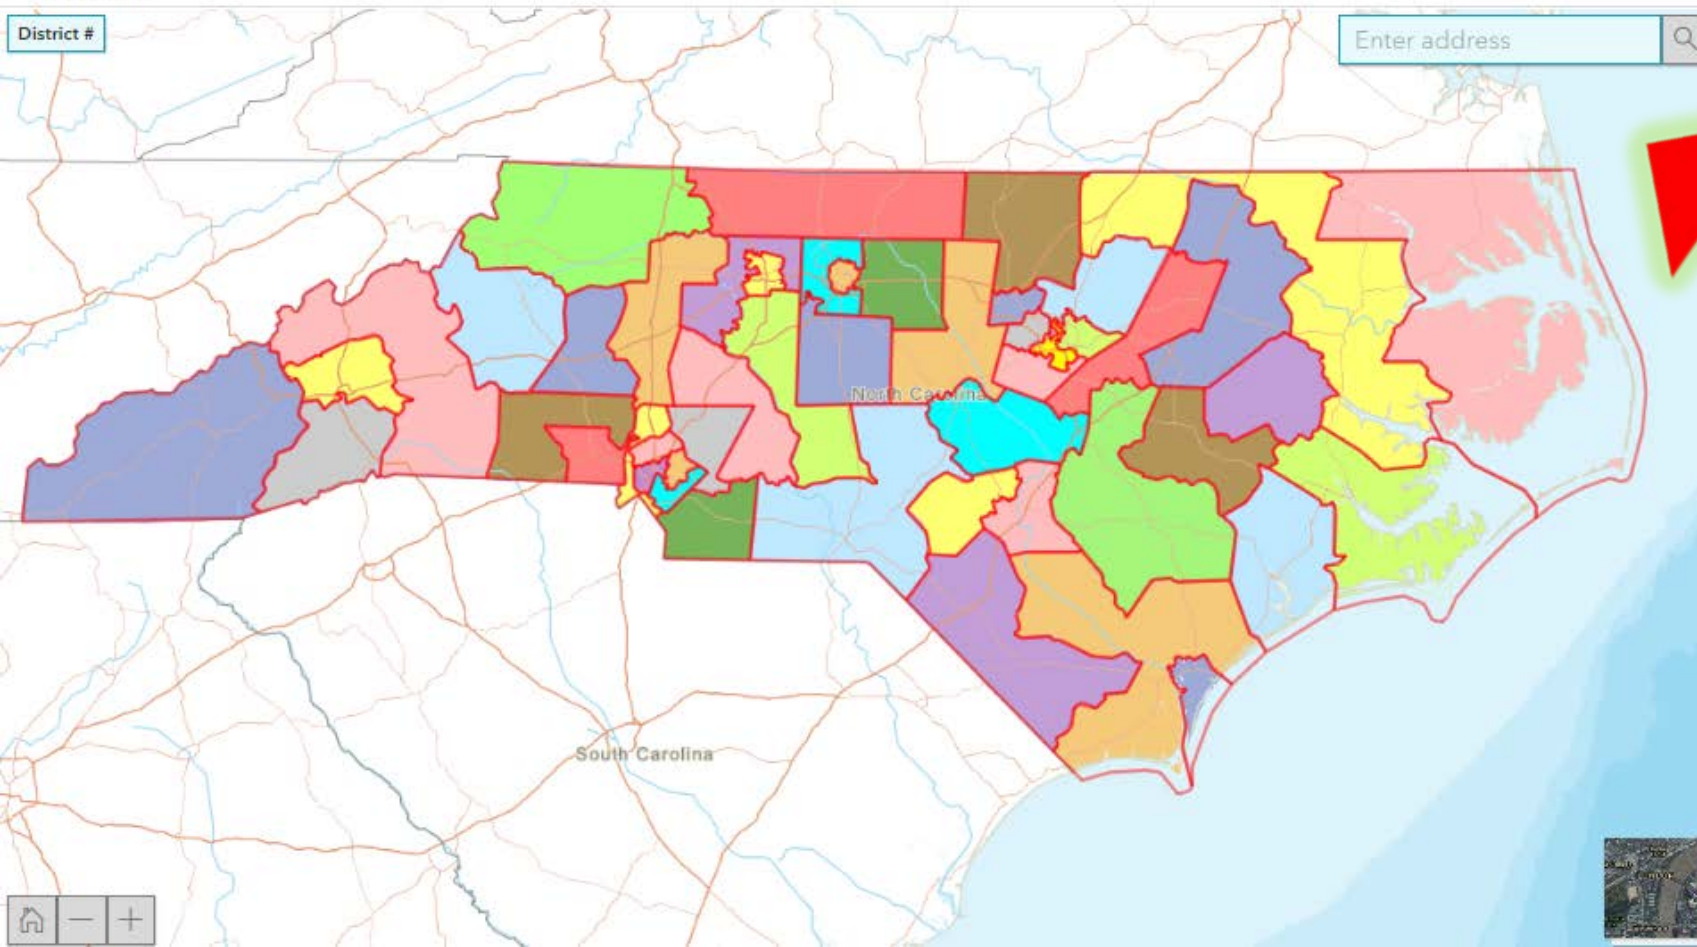 District #
Enter address
North Carolina
South Carolina